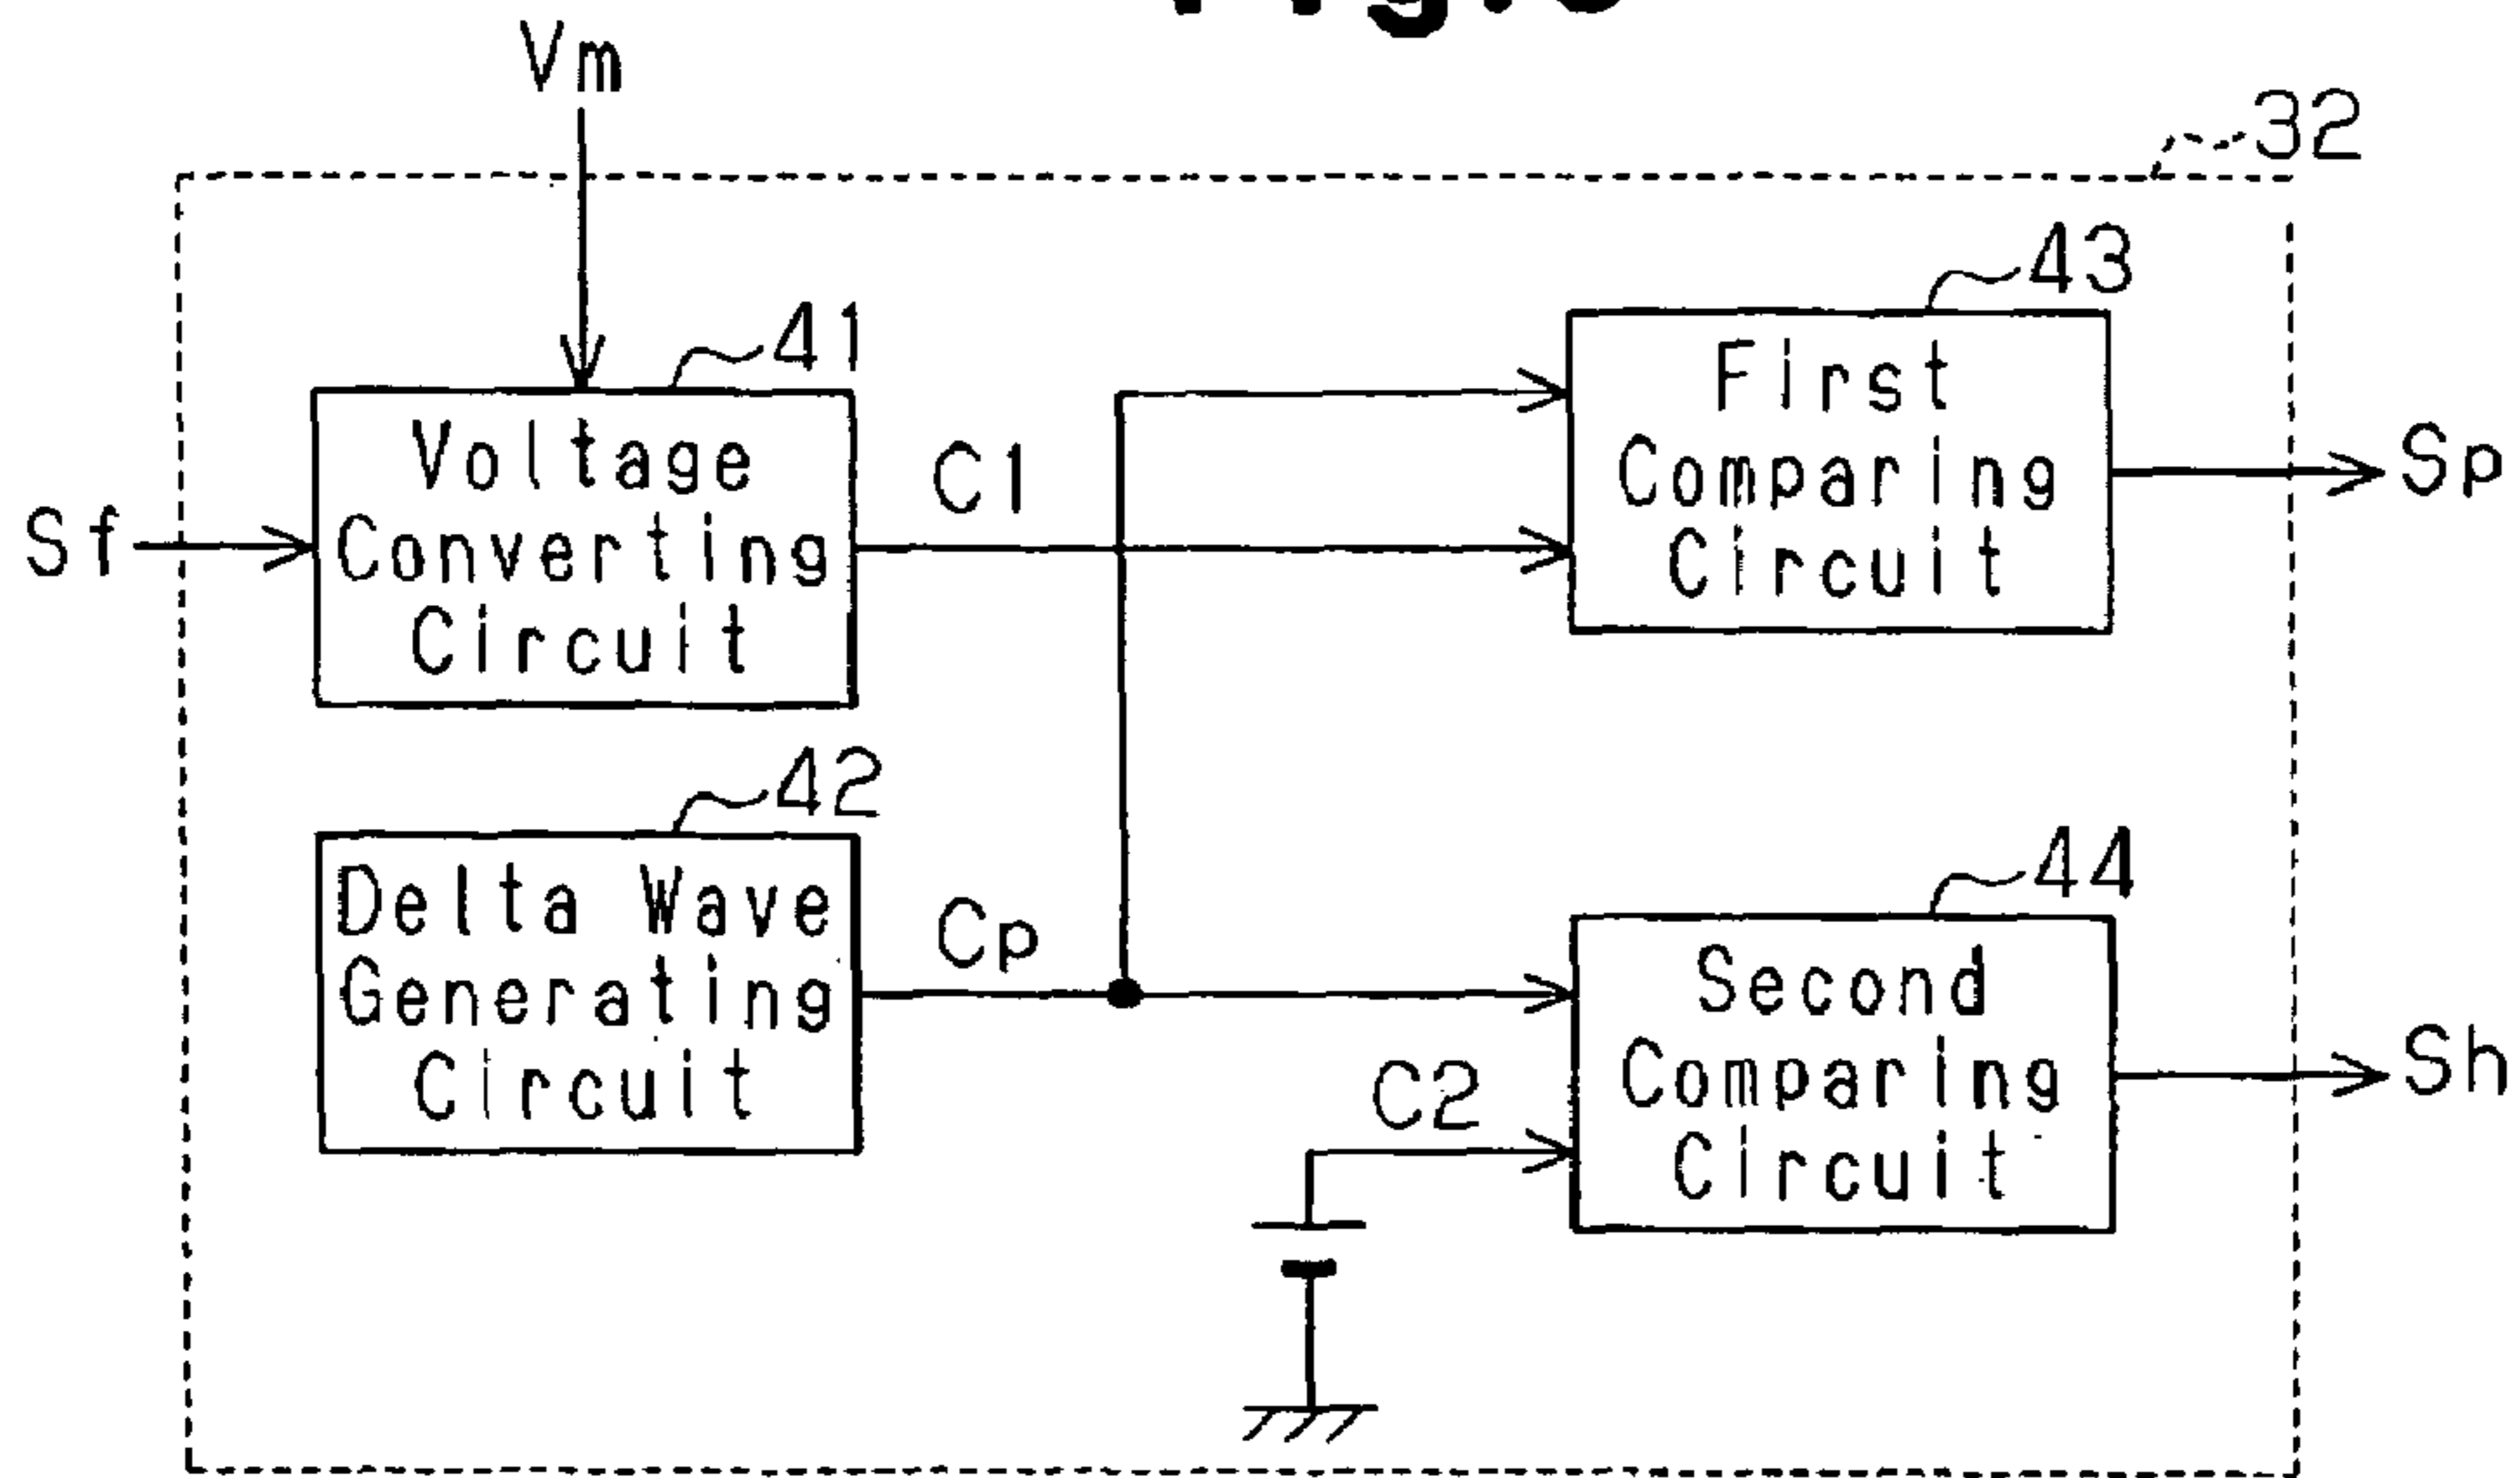 Vm
32
43
41
First
Comparing
Circuit
Voltage
Converting
Circuit
C1
Sp
Sf
42
44
Delta Wave
Generating
Circuit
Cp
Second
Comparing
Circuit
C2
Sh